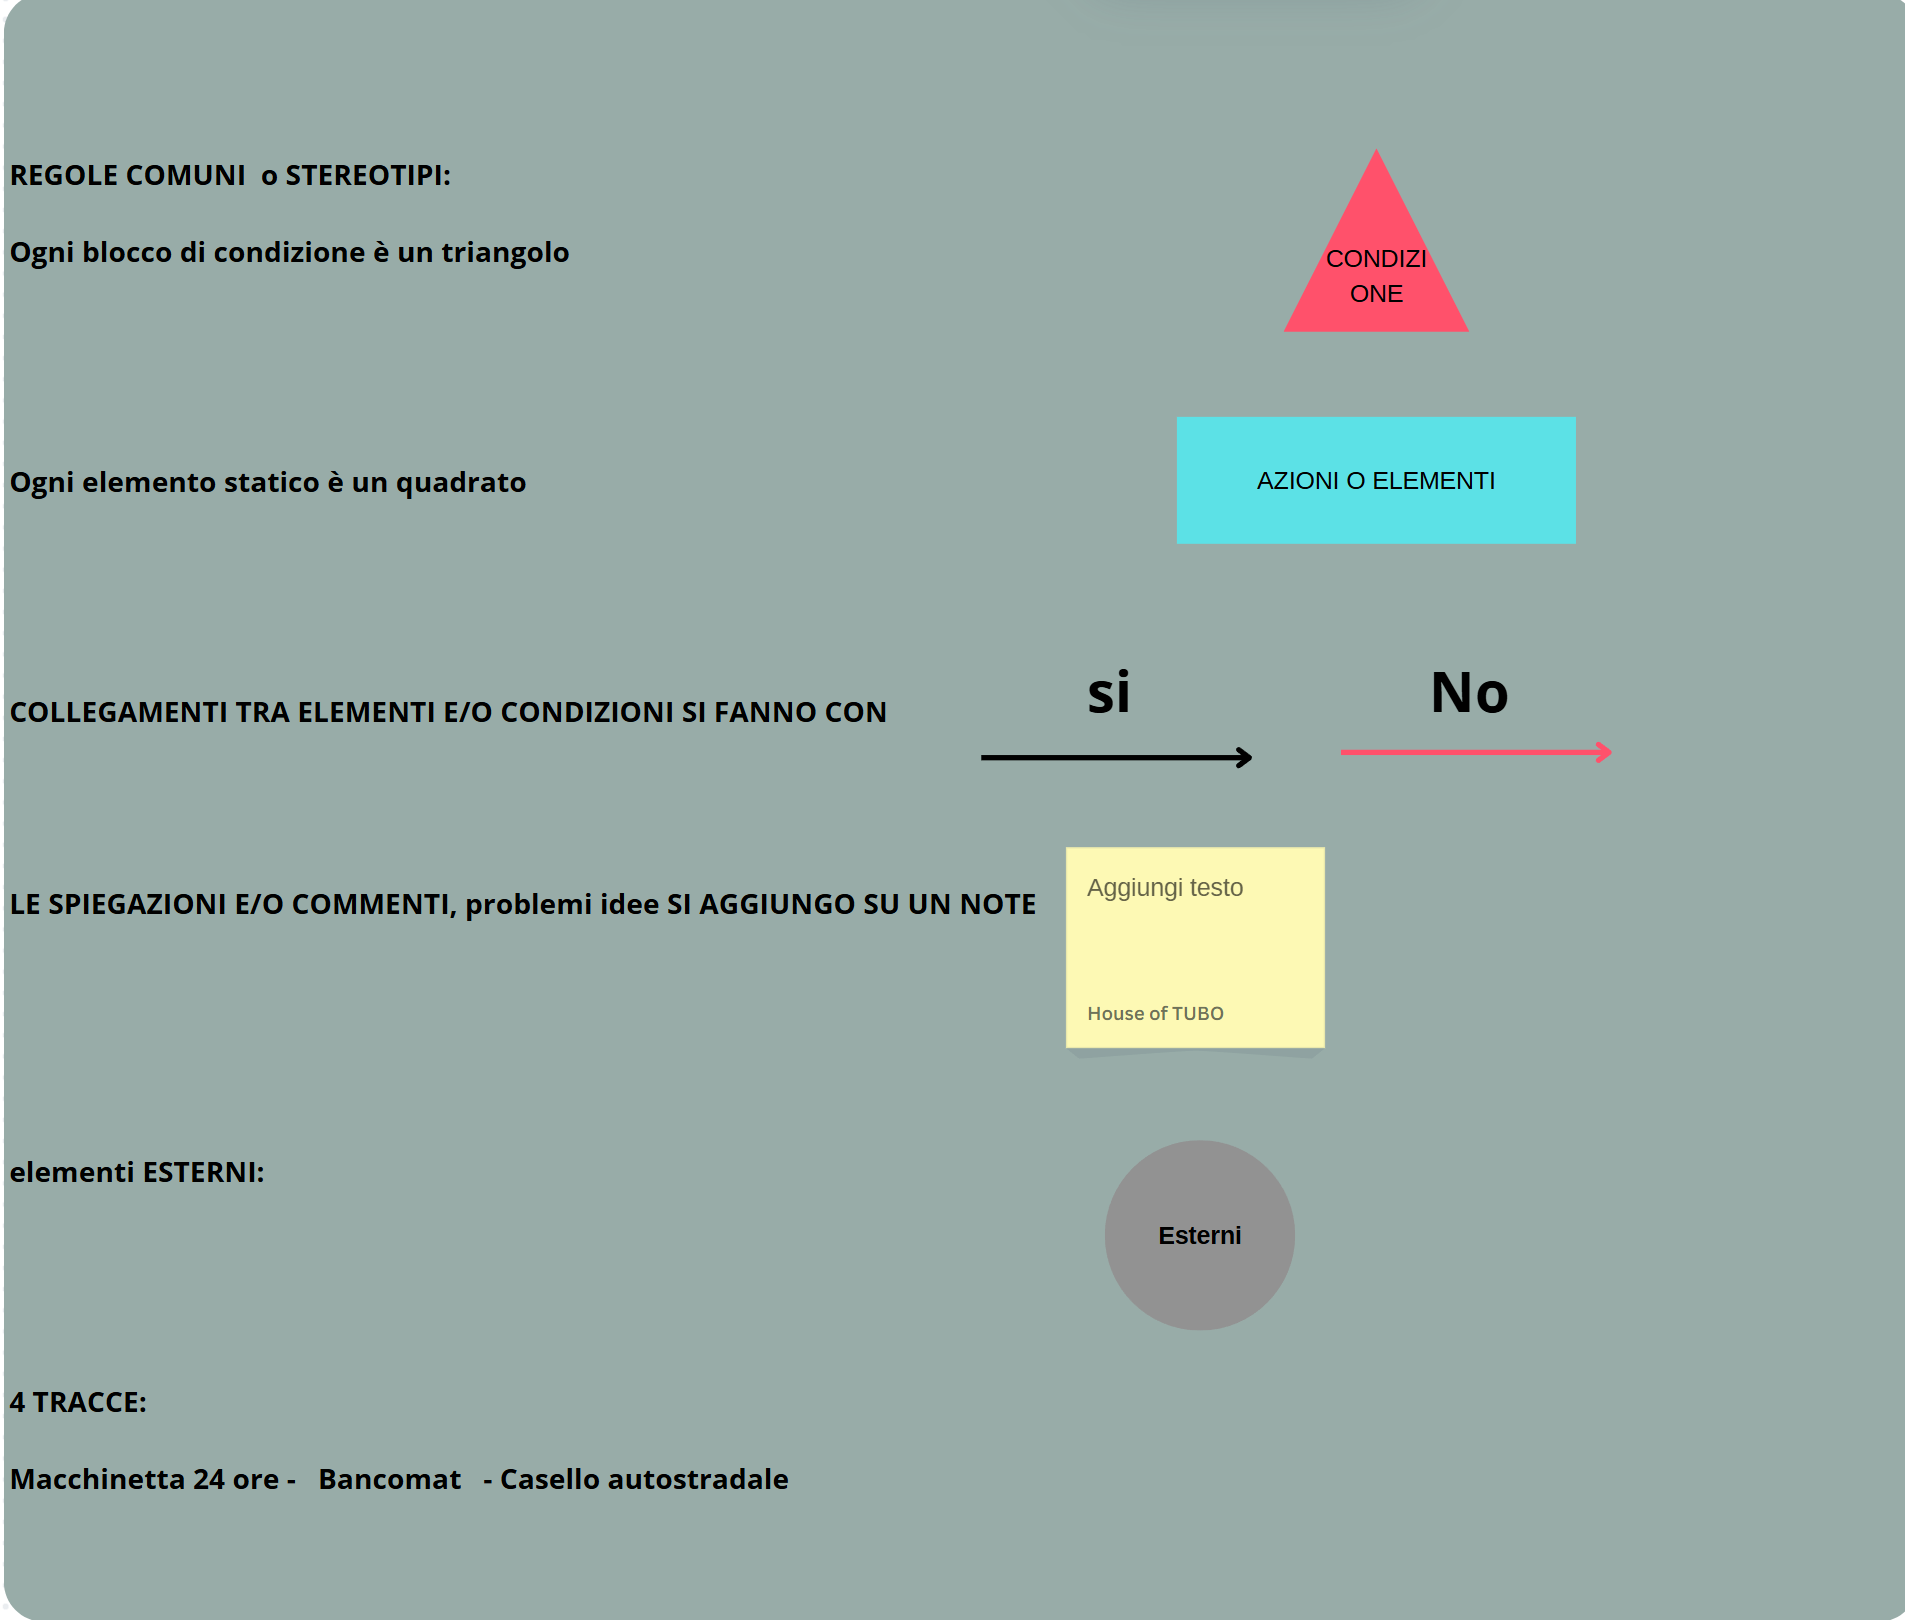 REGOLE COMUNI  o STEREOTIPI:
Ogni blocco di condizione è un triangolo
CONDIZI
ONE
Ogni elemento statico è un quadrato
AZIONI O ELEMENTI
COLLEGAMENTI TRA ELEMENTI E/O CONDIZIONI SI FANNO CON
si
No
LE SPIEGAZIONI E/O COMMENTI, problemi idee SI AGGIUNGO SU UN NOTE
Aggiungi testo
House of TUBO
elementi ESTERNI:
Esterni
4 TRACCE:
Macchinetta 24 ore -   Bancomat   - Casello autostradale